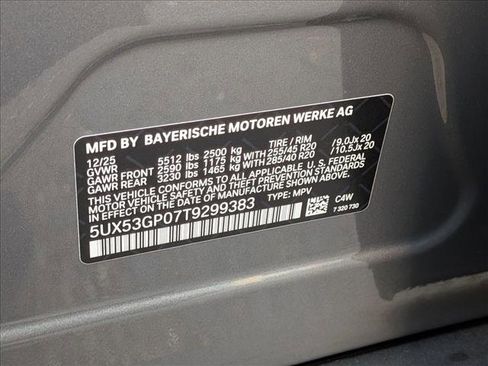 MFD BY BAYERISCHE MOTOREN WERKE AG
12/25 5512 lbs 2500 kg TIRE / RIM
GVWR 2590 lbs 1175 kg 255/45 R20 /9.0Jx 20
GAWR FRONT 3230 lbs 1465 kg 285/40 R20 /10.5Jx 20
GAWR REAR
THIS VEHICLE CONFORMS TO ALL APPLICABLE U.S. FEDERAL
MOTOR VEHICLE SAFETY AND THEFT PREVENTION STANDARDS
IN EFFECT ON THE DATE OF MANUFACTURE SHOWN ABOVE.
5UX53GP07T9299383 TYPE: MPV C4W
7 320 730